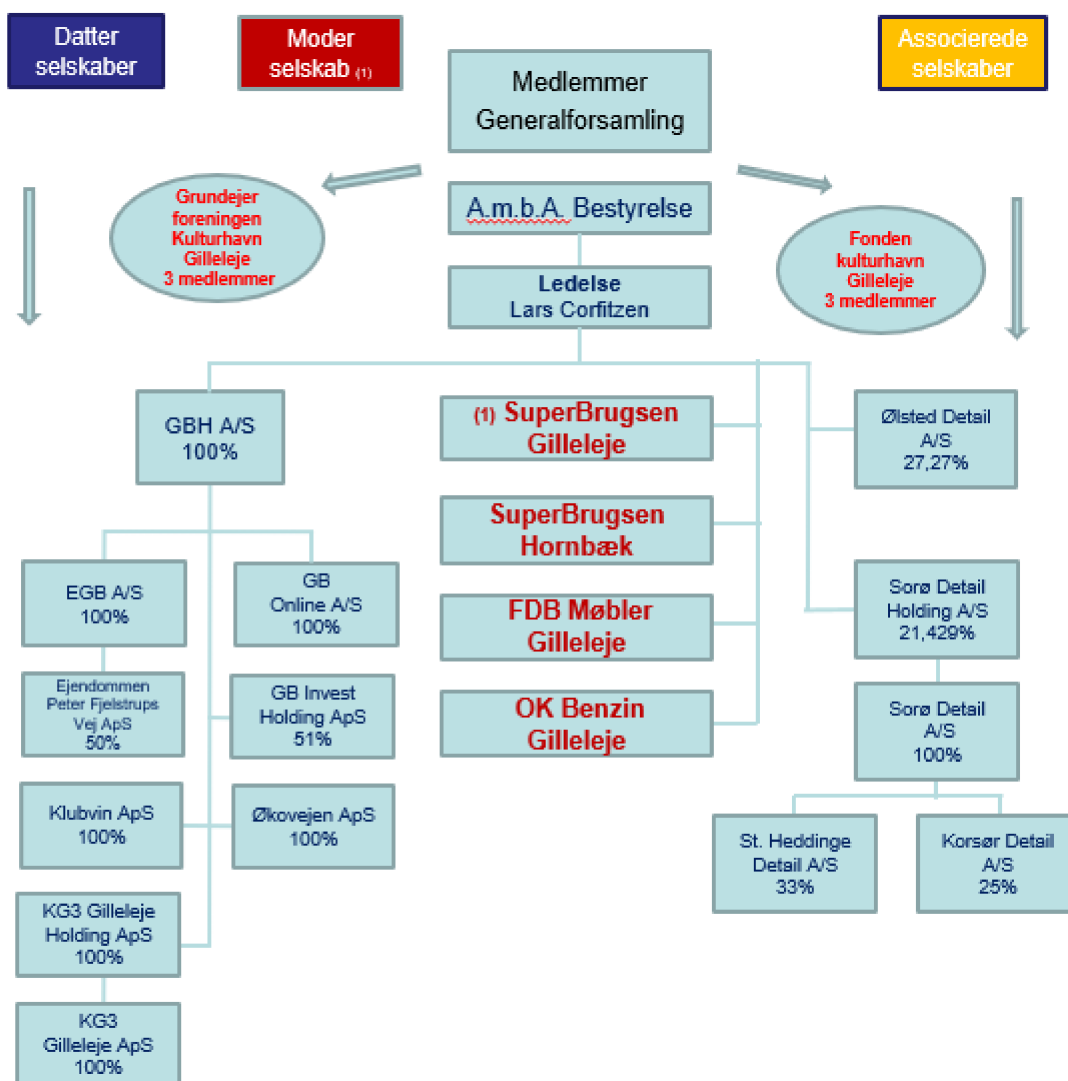 Datter
selskaber
Moder
selskab (1)
Associerede
selskaber
Medlemmer
Generalforsamling
Grundejer
foreningen
Kulturhavn
Gilleleje
3 medlemmer
A.m.b.A. Bestyrelse
Fonden
kulturhavn
Gilleleje
3 medlemmer
Ledelse
Lars Corfitzen
GBH A/S
100%
(1) SuperBrugsen
Gilleleje
Ølsted Detail
A/S
27,27%
SuperBrugsen
Hornbæk
EGB A/S
100%
GB
Online A/S
100%
FDB Møbler
Gilleleje
Sorø Detail
Holding A/S
21,429%
Ejendommen
Peter Fjelstrups
Vej ApS
50%
GB Invest
Holding ApS
51%
OK Benzin
Gilleleje
Sorø Detail
A/S
100%
Klubvin ApS
100%
Økovejen ApS
100%
St. Heddinge
Detail A/S
33%
Korsør Detail
A/S
25%
KG3 Gilleleje
Holding ApS
100%
KG3
Gilleleje ApS
100%